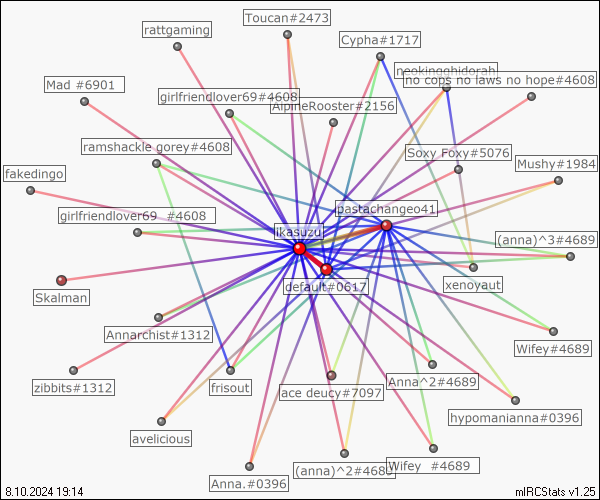 Toucan#2473
rattgaming
Cypha#1717
neokingghidorah
no cops no laws no hope#4608
Mad #6901
girlfriendlover69#4608
AlpineRooster#2156
ramshackle gorey#4608
Soxy Foxy#5076
Mushy#1984
fakedingo
pastachangeo41
girlfriendlover69 #4608
ikasuzu
(anna)^3#4689
xenoyaut
default#0617
Skalman
Annarchist#1312
Wifey#4689
zibbits#1312
frisout
ace deucy#7097
Anna^2#4689
hypomanianna#0396
avelicious
Anna.#0396
(anna)^2#4689
Wifey #4689
8.10.2024 19:14
mIRCStats v1.25